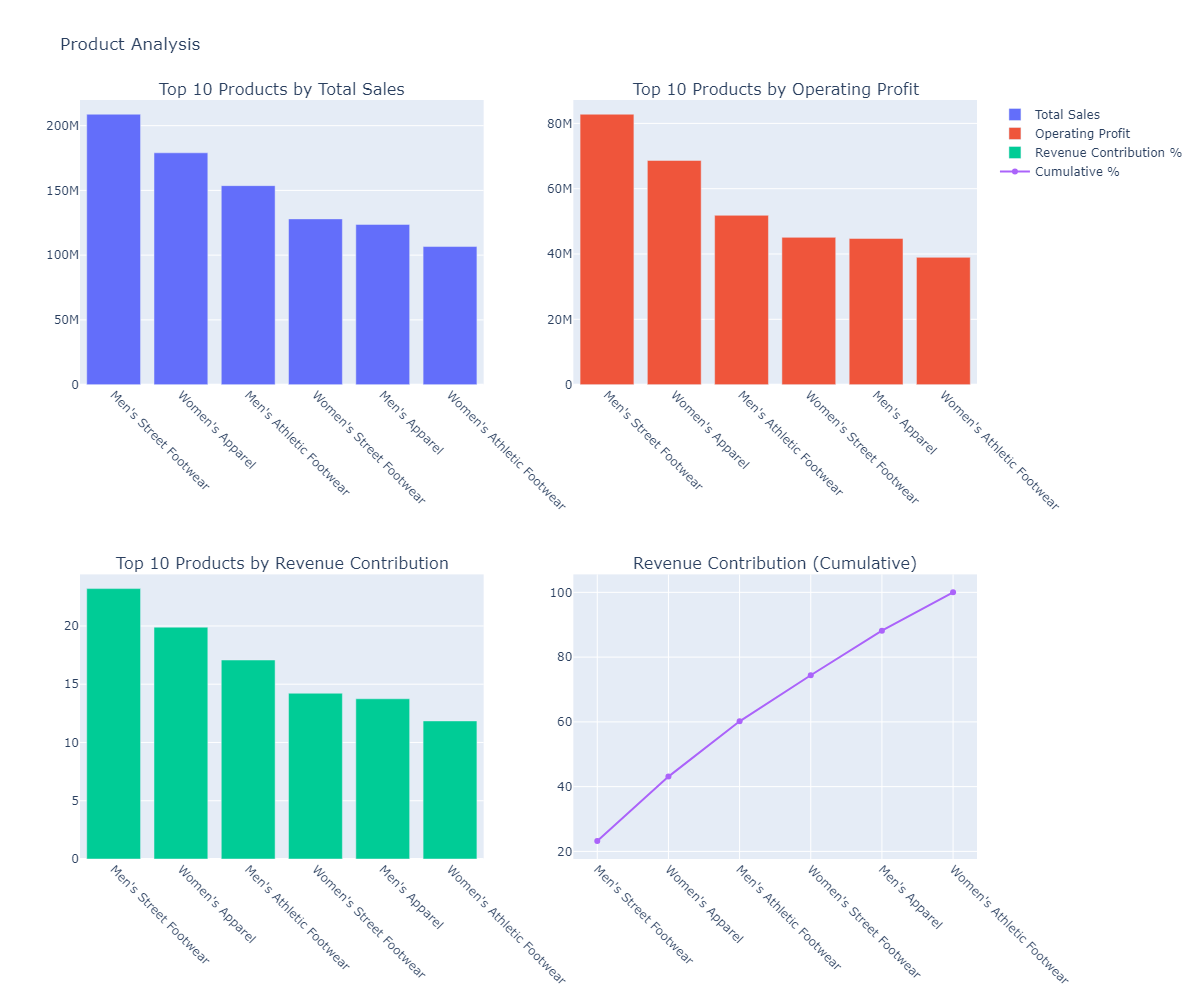 Product Analysis
Top 10 Products by Total Sales
200M
150M
100M
50M
0
Men's Street Footwear
Women's Apparel
Men's Athletic Footwear
Women's Street Footwear
Men's Apparel
Women's Athletic Footwear
Top 10 Products by Operating Profit
80M
60M
40M
20M
0
Men's Street Footwear
Women's Apparel
Men's Athletic Footwear
Women's Street Footwear
Men's Apparel
Women's Athletic Footwear
Total Sales
Operating Profit
Revenue Contribution %
Cumulative %
Top 10 Products by Revenue Contribution
20
15
10
5
0
Men's Street Footwear
Women's Apparel
Men's Athletic Footwear
Women's Street Footwear
Men's Apparel
Women's Athletic Footwear
Revenue Contribution (Cumulative)
100
80
60
40
20
Men's Street Footwear
Women's Apparel
Men's Athletic Footwear
Women's Street Footwear
Men's Apparel
Women's Athletic Footwear